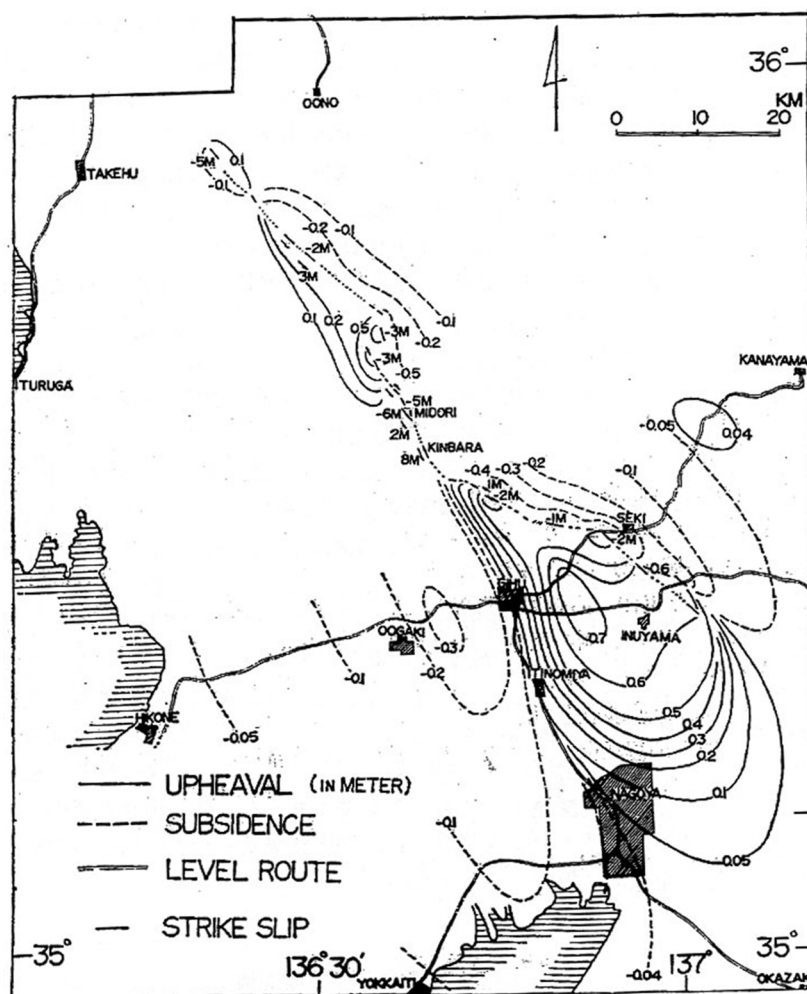 36°
KM
0 10 20
OONO
TAKEHU
-5M
0.1
-0.1
-0.2
-0.1
-2M
3M
0.1
0.2
0.5
-3M
-0.1
-0.2
-3M
-0.5
KANAYAMA
TURUGA
-5M
-6M
MIDORI
2M
KINBARA
8M
-0.05
0.04
-0.4
-0.3
-0.2
1M
-2M
-0.1
-1M
SEKI
-2M
0.6
GIHU
OOGAKI
-0.3
0.7
INUYAMA
-0.1
-0.2
ITINOMIYA
0.6
HIKONE
-0.05
0.5
0.4
0.3
0.2
UPHEAVAL (IN METER)
NAGOYA
0.1
SUBSIDENCE
-0.1
LEVEL ROUTE
0.05
STRIKE SLIP
35°
136° 30'
YOKKAITI
-0.04
137°
35°
OKAZAK